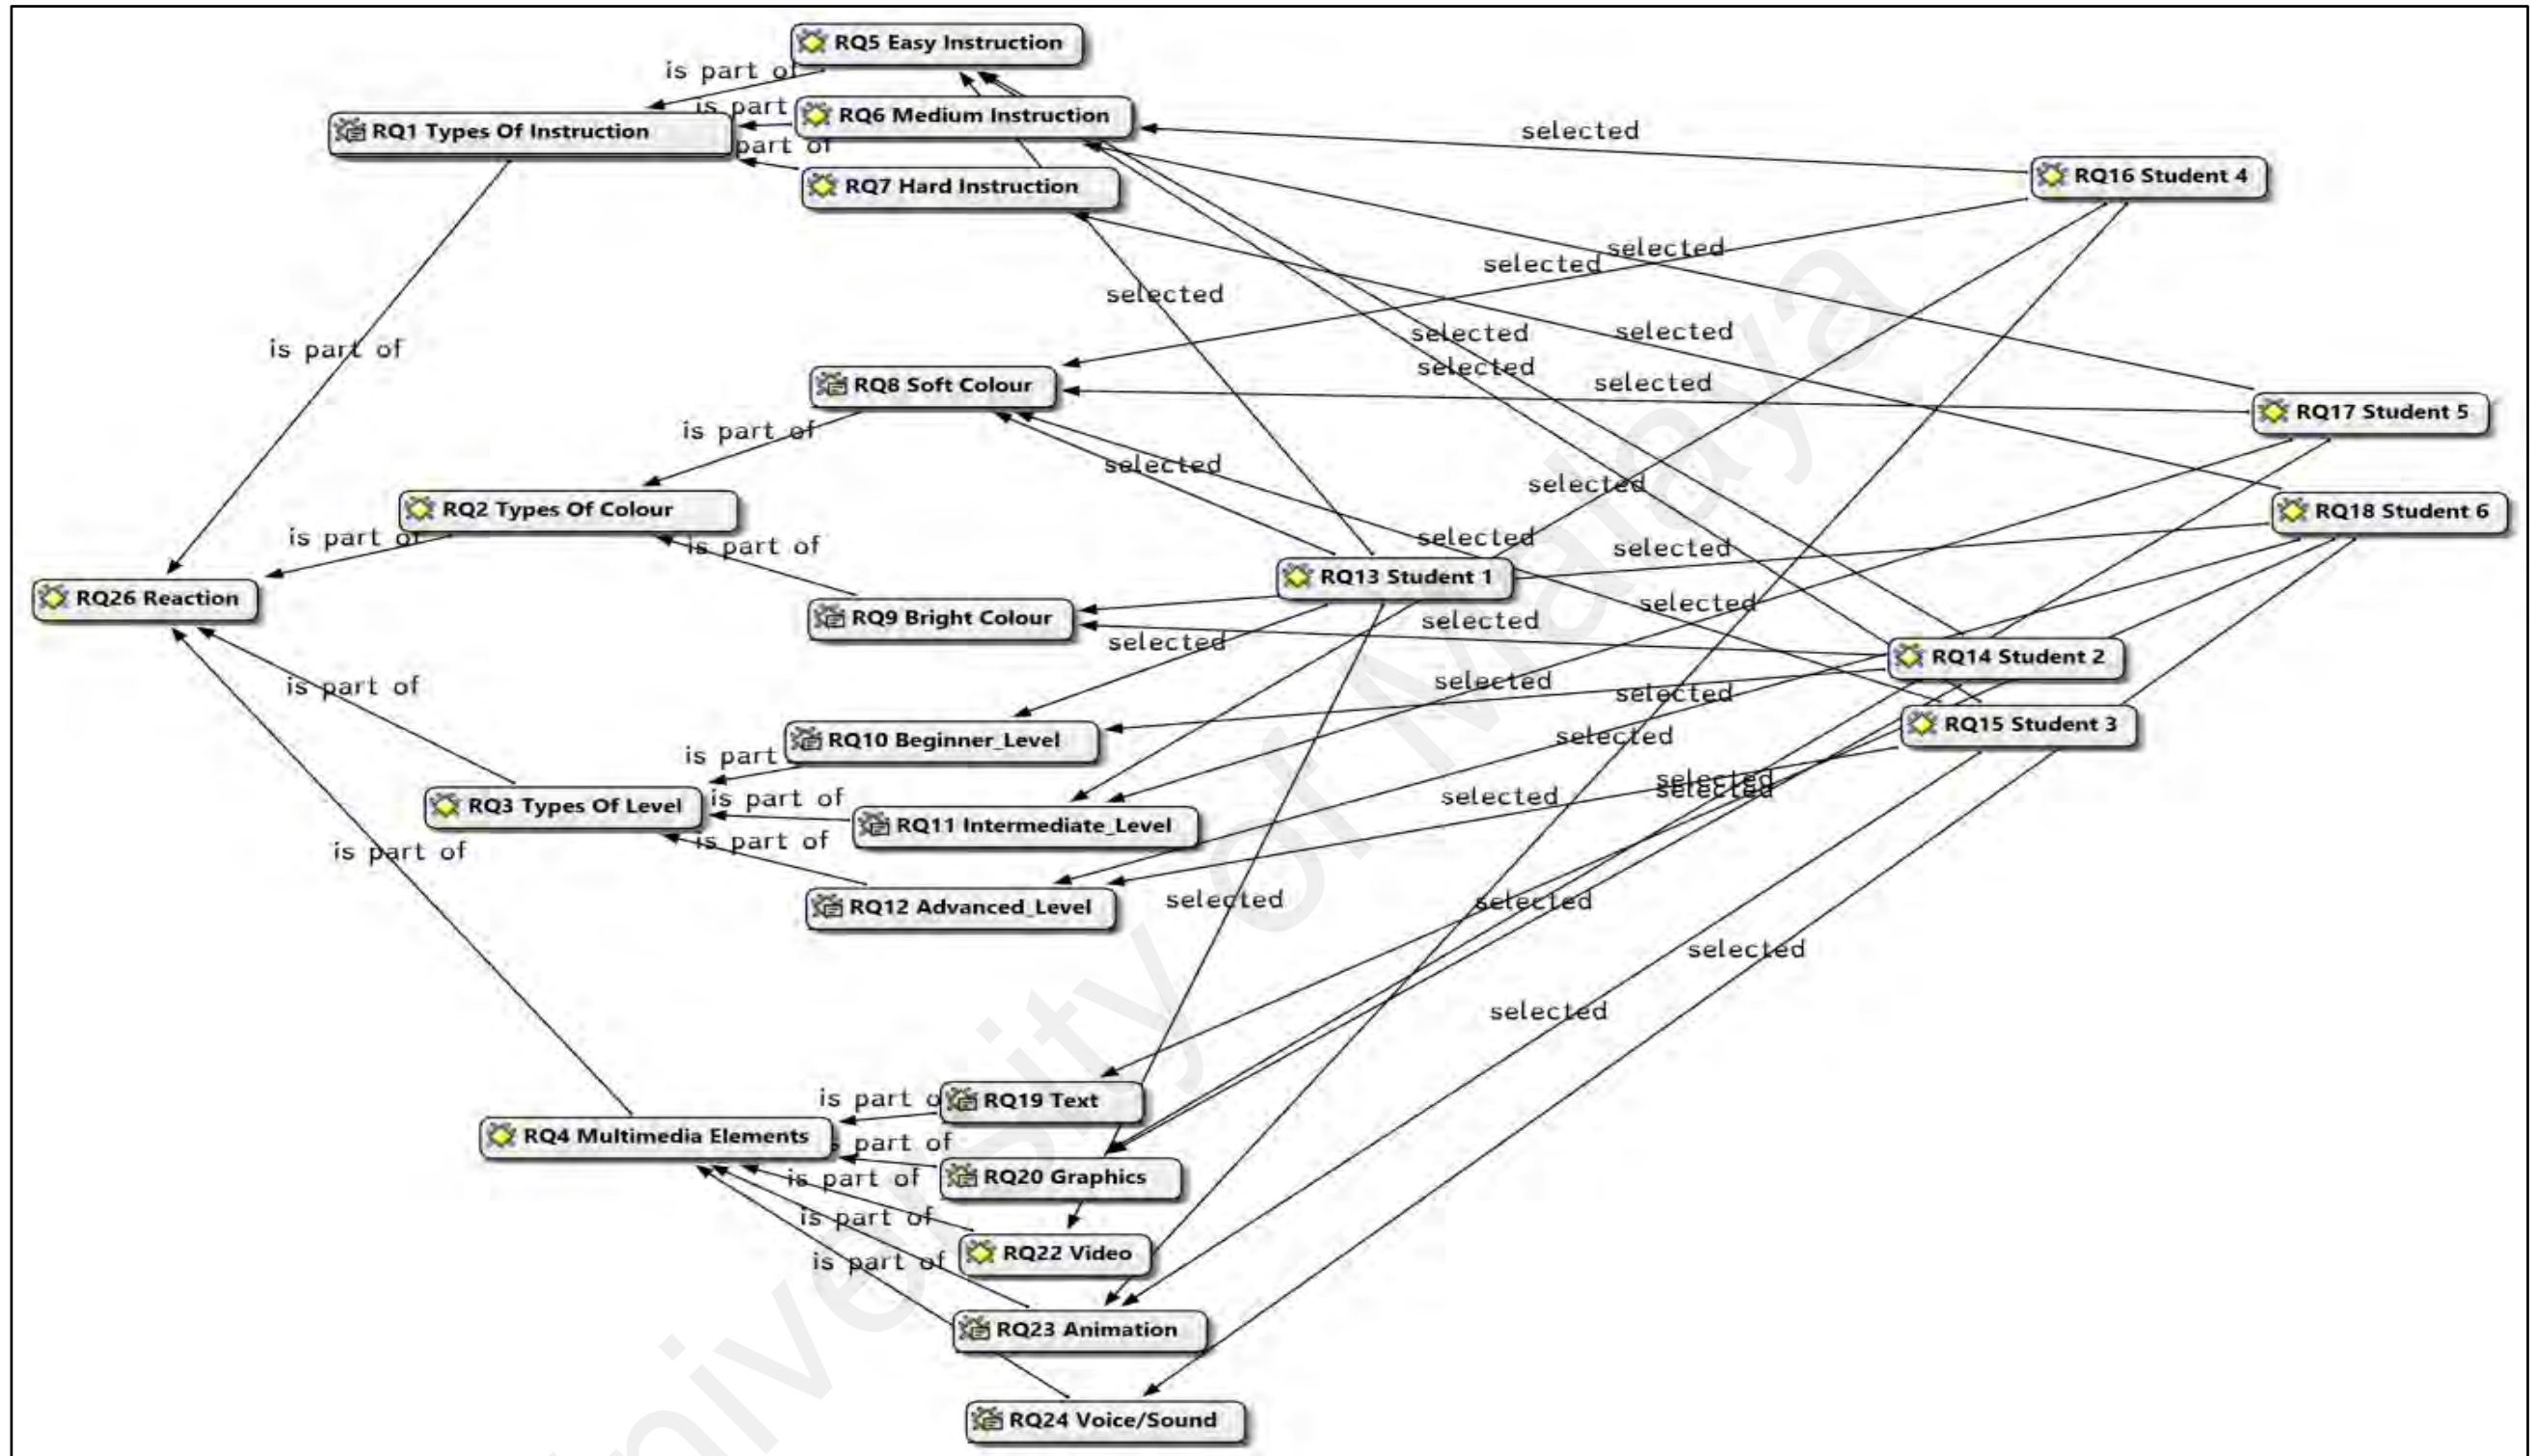 RQ5 Easy Instruction
is part of
is part
RQ6 Medium Instruction
RQ1 Types Of Instruction
selected
part of
RQ7 Hard Instruction
RQ16 Student 4
selected
selected
selected
selected
selected
is part of
selected
selected
RQ8 Soft Colour
RQ17 Student 5
is part of
selected
selected
RQ2 Types Of Colour
RQ18 Student 6
is part of
is part of
selected
selected
RQ13 Student 1
RQ26 Reaction
RQ9 Bright Colour
selected
selected
selected
RQ14 Student 2
is part of
selected
selected
RQ15 Student 3
RQ10 Beginner_Level
selected
is part
RQ3 Types Of Level
is part of
selected
selected
selected
RQ11 Intermediate_Level
is part of
is part of
RQ12 Advanced_Level
selected
selected
selected
selected
is part o
RQ19 Text
RQ4 Multimedia Elements
part of
RQ20 Graphics
is part of
is part of
RQ22 Video
is part of
RQ23 Animation
RQ24 Voice/Sound
University of Malaya